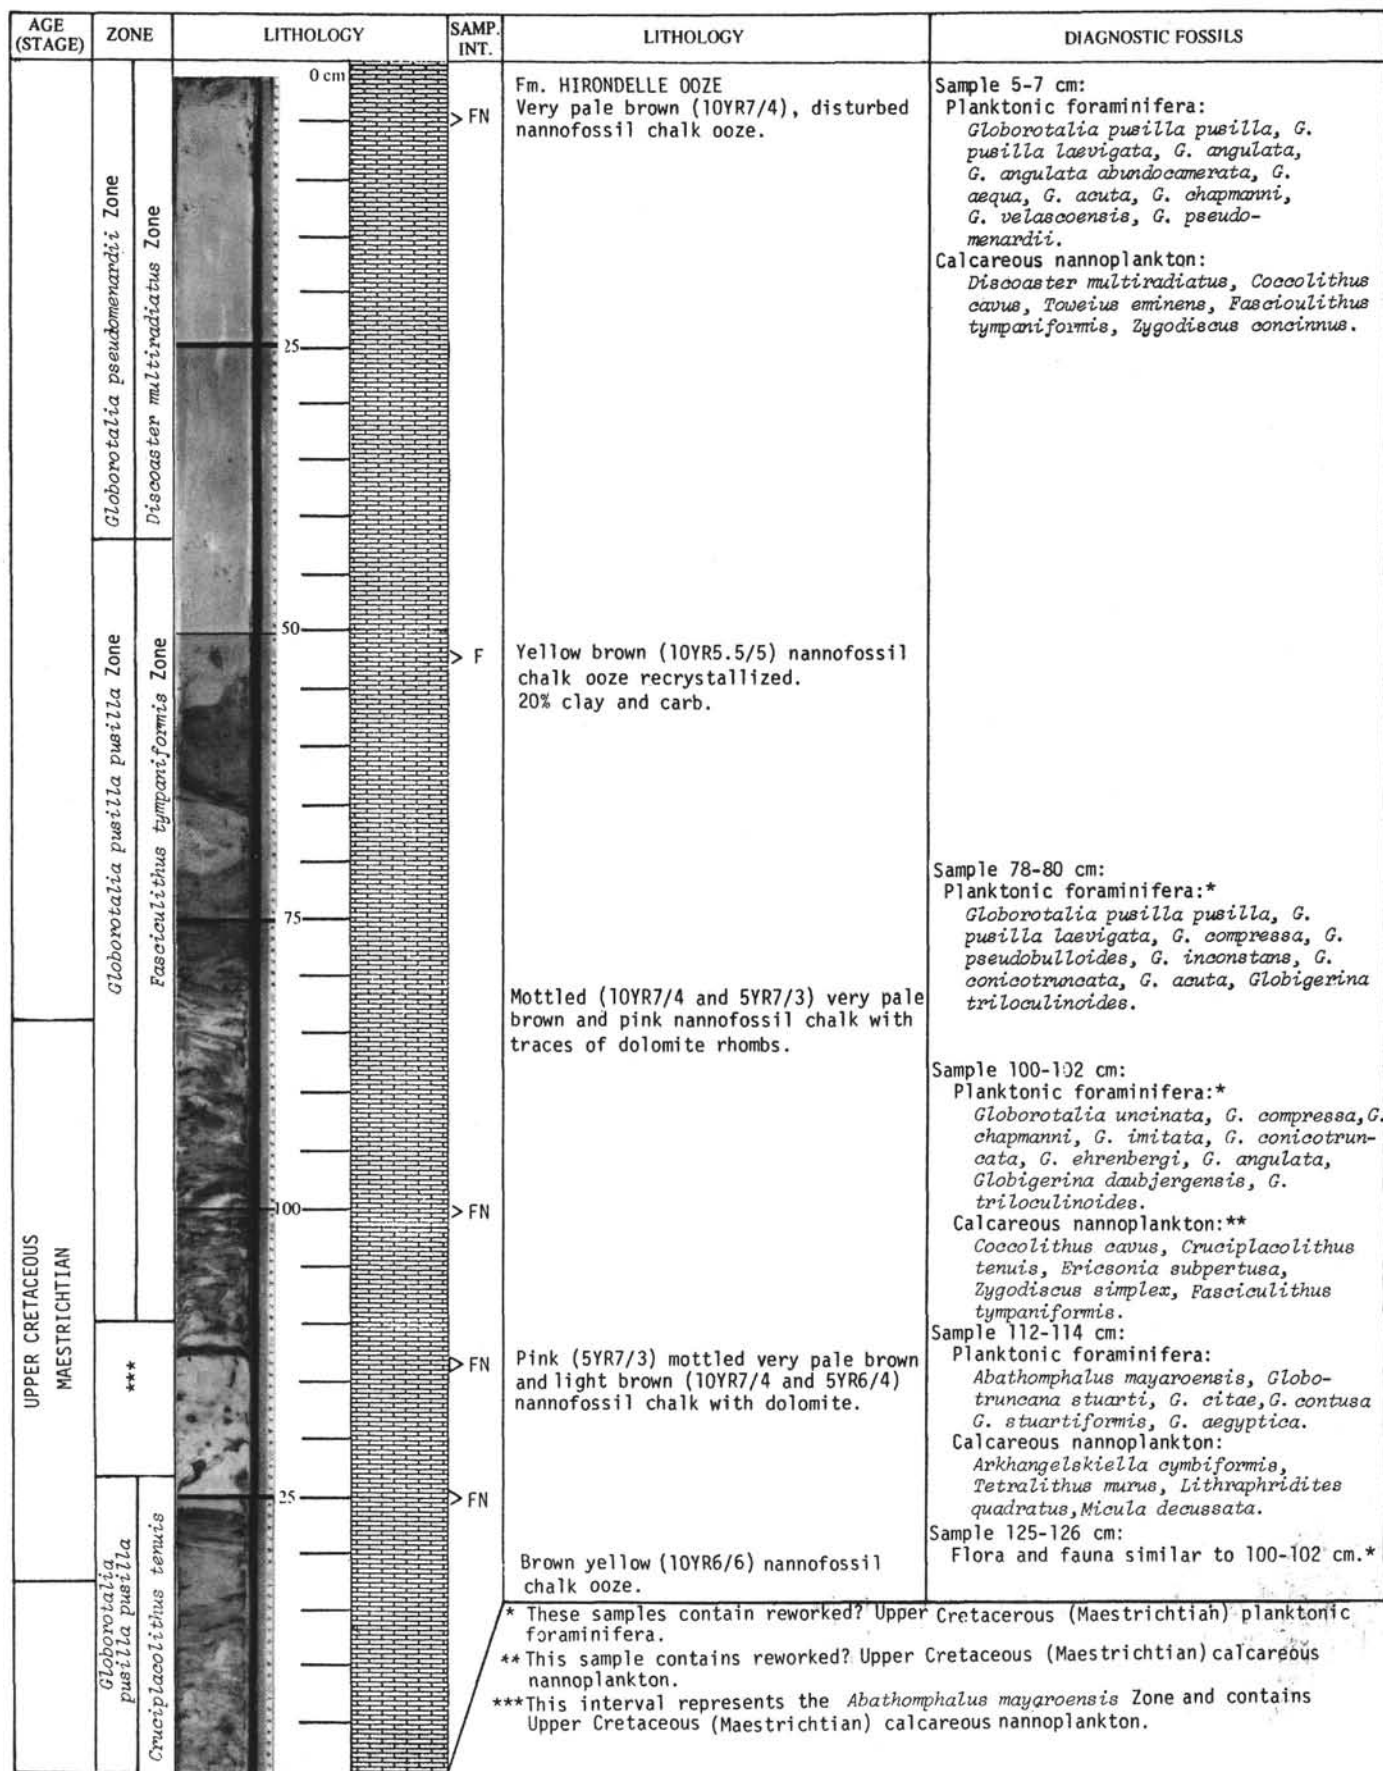 AGE (STAGE)
ZONE
LITHOLOGY
SAMP. INT.
LITHOLOGY
DIAGNOSTIC FOSSILS
UPPER CRETACEOUS
MAESTRICHTIAN
Globorotalia pseudomenardii Zone
Discoaster multiradiatus Zone
Globorotalia pusilla pusilla Zone
Fasciculithus tympaniformis Zone
***
Globorotalia
pusilla pusilla
Cruciplacolithus tenuis
0 cm
25
50
75
100
25
> FN
> F
> FN
> FN
> FN
Fm. HIRONDELLE OOZE
Very pale brown (10YR7/4), disturbed
nannofossil chalk ooze.
Yellow brown (10YR5.5/5) nannofossil
chalk ooze recrystallized.
20% clay and carb.
Mottled (10YR7/4 and 5YR7/3) very pale
brown and pink nannofossil chalk with
traces of dolomite rhombs.
Pink (5YR7/3) mottled very pale brown
and light brown (10YR7/4 and 5YR6/4)
nannofossil chalk with dolomite.
Brown yellow (10YR6/6) nannofossil
chalk ooze.
Sample 5-7 cm:
Planktonic foraminifera:
Globorotalia pusilla pusilla, G.
pusilla laevigata, G. angulata,
G. angulata abundocamerata, G.
aequa, G. acuta, G. chapmanni,
G. velascoensis, G. pseudo-
menardii.
Calcareous nannoplankton:
Discoaster multiradiatus, Coccolithus
cavus, Toweius eminens, Fascioulithus
tympaniformis, Zygodiscus concinnus.
Sample 78-80 cm:
Planktonic foraminifera:*
Globorotalia pusilla pusilla, G.
pusilla laevigata, G. compressa, G.
pseudobulloides, G. inconstans, G.
conicotruncata, G. acuta, Globigerina
triloculinoides.
Sample 100-102 cm:
Planktonic foraminifera:*
Globorotalia uncinata, G. compressa, G.
chapmanni, G. imitata, G. conicotrun-
cata, G. ehrenbergi, G. angulata,
Globigerina daubjergensis, G.
triloculinoides.
Calcareous nannoplankton:**
Coccolithus cavus, Cruciplacolithus
tenuis, Ericsonia subpertusa,
Zygodiscus simplex, Fasciculithus
tympaniformis.
Sample 112-114 cm:
Planktonic foraminifera:
Abathomphalus mayaroensis, Globo-
truncana stuarti, G. citae, G. contusa
G. stuartiformis, G. aegyptica.
Calcareous nannoplankton:
Arkhangelskiella cymbiformis,
Tetralithus murus, Lithraphridites
quadratus, Micula decussata.
Sample 125-126 cm:
Flora and fauna similar to 100-102 cm.*
* These samples contain reworked? Upper Cretacerous (Maestrichtian) planktonic
foraminifera.
** This sample contains reworked? Upper Cretaceous (Maestrichtian) calcareous
nannoplankton.
*** This interval represents the Abathomphalus mayaroensis Zone and contains
Upper Cretaceous (Maestrichtian) calcareous nannoplankton.